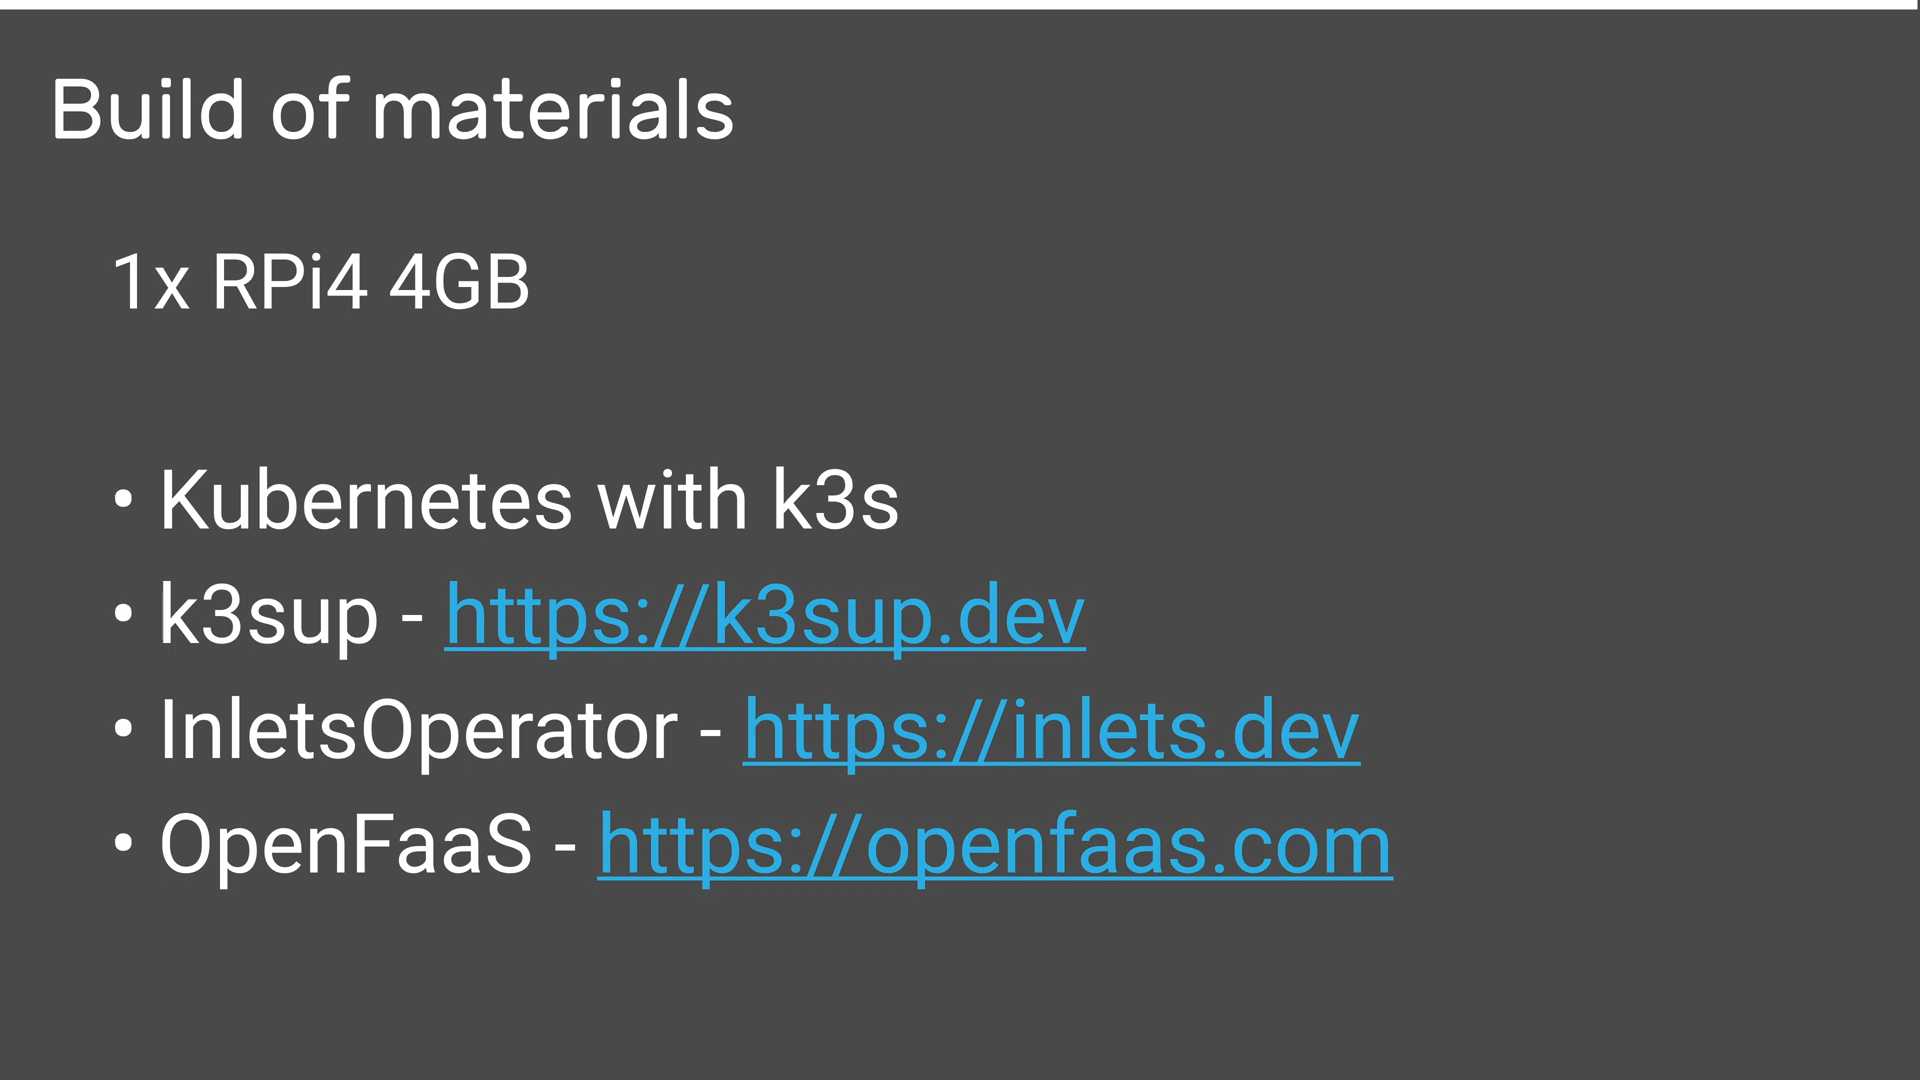 Build of materials
1x RPi4 4GB
• Kubernetes with k3s
• k3sup - https://k3sup.dev
• InletsOperator - https://inlets.dev
• OpenFaaS - https://openfaas.com